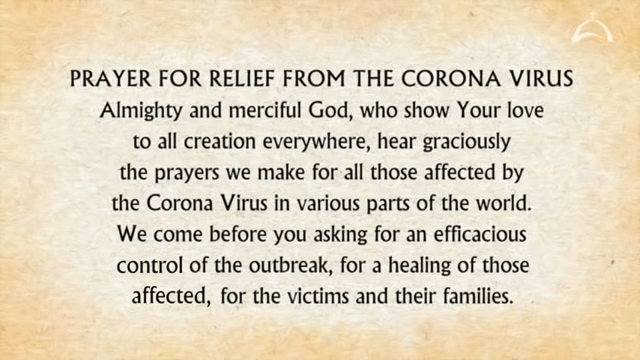 PRAYER FOR RELIEF FROM THE CORONA VIRUS
Almighty and merciful God, who show Your love
to all creation everywhere, hear graciously
the prayers we make for all those affected by
the Corona Virus in various parts of the world.
We come before you asking for an efficacious
control of the outbreak, for a healing of those
affected, for the victims and their families.